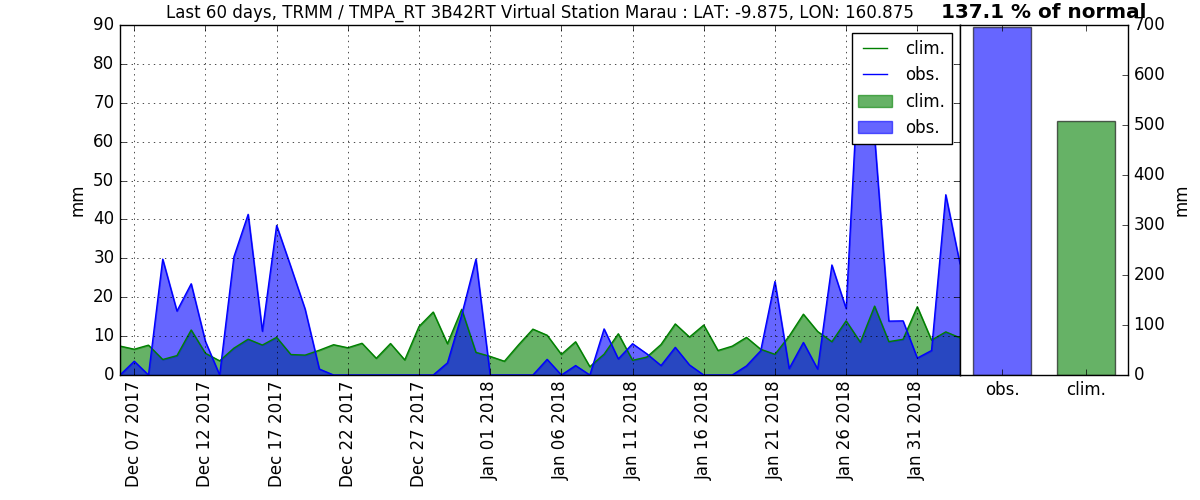 Last 60 days, TRMM / TMPA_RT 3B42RT Virtual Station Marau : LAT: -9.875, LON: 160.875
137.1 % of normal
90
80
70
60
50
40
30
20
10
0
mm
clim.
obs.
clim.
obs.
Dec 07 2017
Dec 12 2017
Dec 17 2017
Dec 22 2017
Dec 27 2017
Jan 01 2018
Jan 06 2018
Jan 11 2018
Jan 16 2018
Jan 21 2018
Jan 26 2018
Jan 31 2018
700
600
500
400
300
200
100
0
mm
obs.
clim.